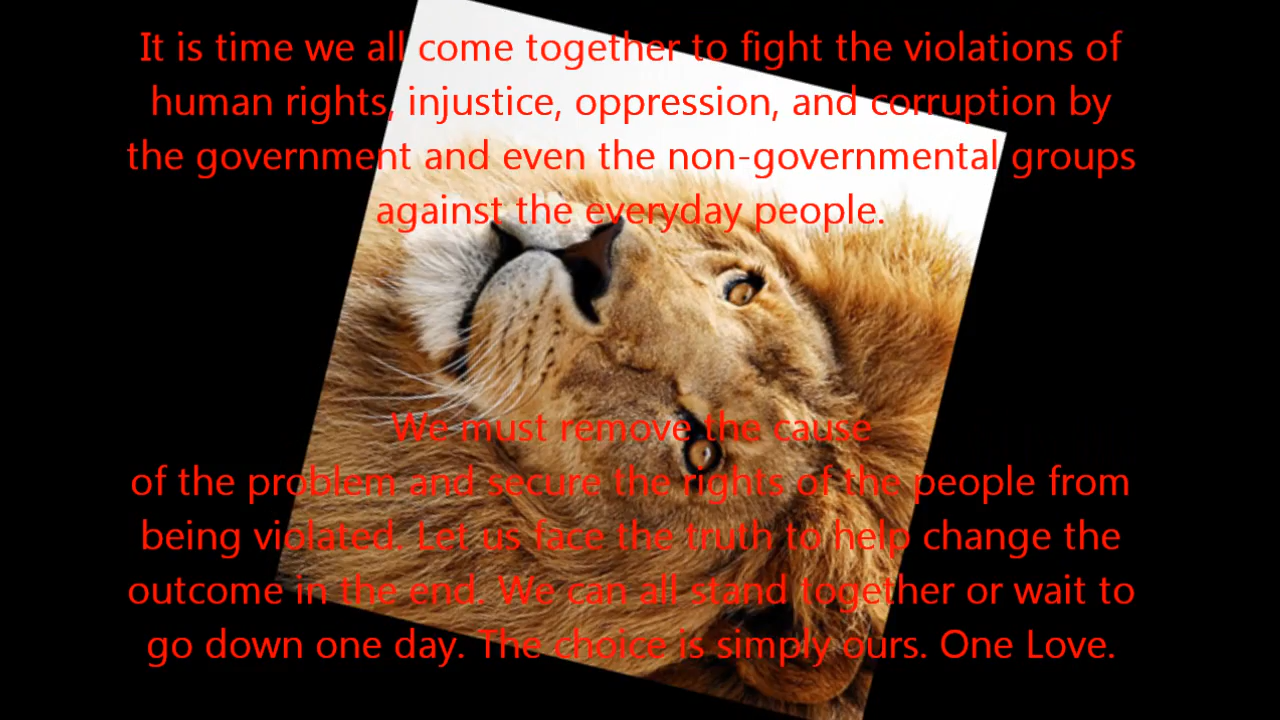 It is time we all come together to fight the violations of
human rights, injustice, oppression, and corruption by
the government and even the non-governmental groups
against the everyday people.
We must remove the cause
of the problem and secure the rights of the people from
being violated. Let us face the truth to help change the
outcome in the end. We can all stand together or wait to
go down one day. The choice is simply ours. One Love.